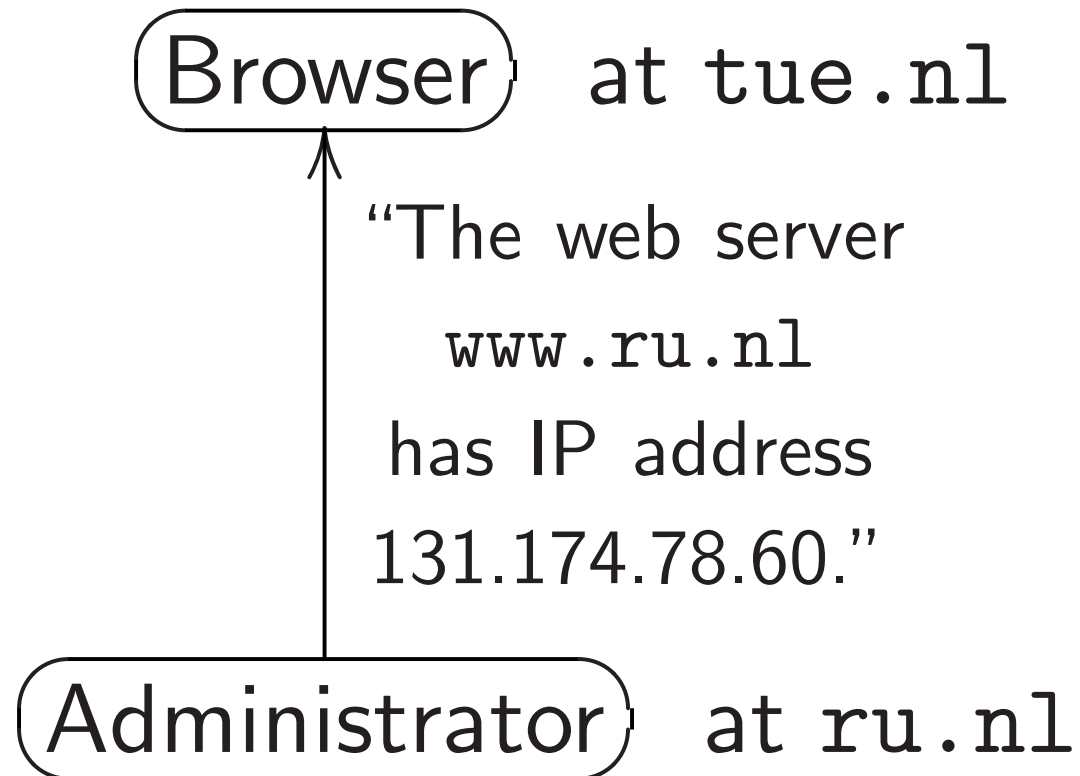 Browser at tue.nl
“The web server
www.ru.nl
has IP address
131.174.78.60.”
Administrator at ru.nl